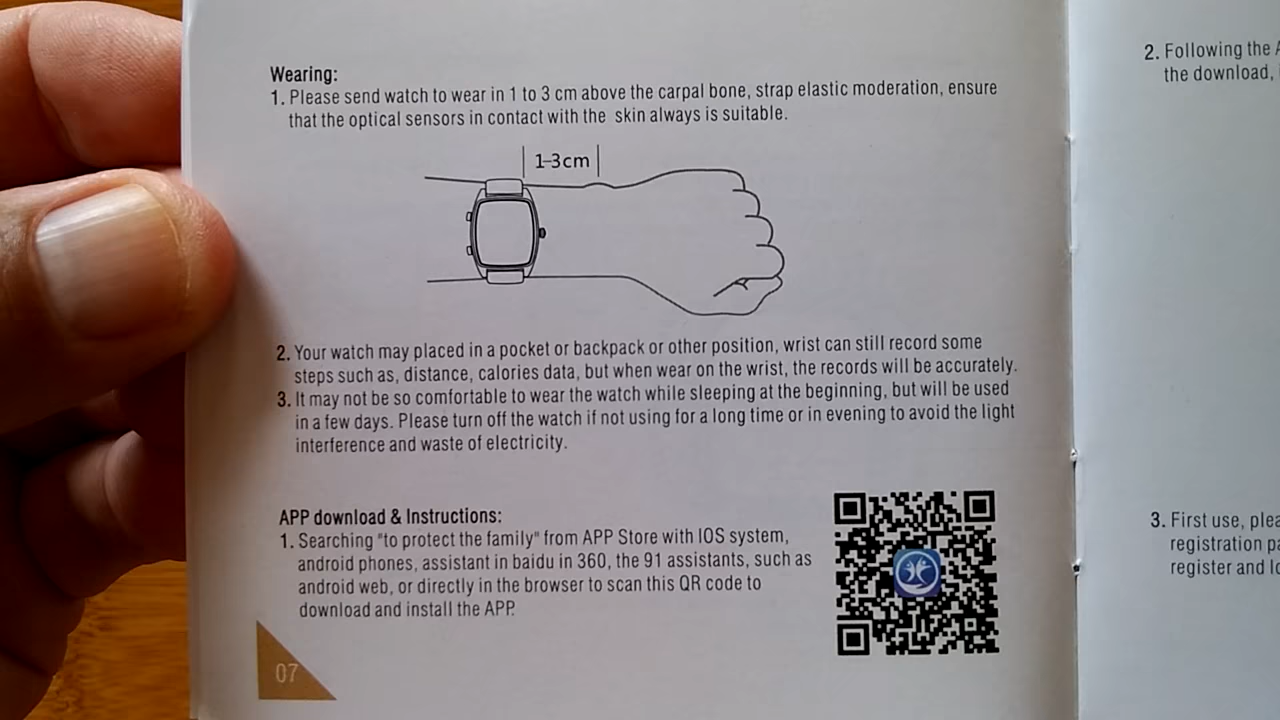 Wearing:
1. Please send watch to wear in 1 to 3 cm above the carpal bone, strap elastic moderation, ensure
that the optical sensors in contact with the skin always is suitable.
1-3cm
2. Your watch may placed in a pocket or backpack or other position, wrist can still record some
steps such as, distance, calories data, but when wear on the wrist, the records will be accurately.
3. It may not be so comfortable to wear the watch while sleeping at the beginning, but will be used
in a few days. Please turn off the watch if not using for a long time or in evening to avoid the light
interference and waste of electricity.
APP download & Instructions:
1. Searching "to protect the family" from APP Store with IOS system,
android phones, assistant in baidu in 360, the 91 assistants, such as
android web, or directly in the browser to scan this QR code to
download and install the APP.
07
2. Following the
the download,
3. First use,
registration
register and